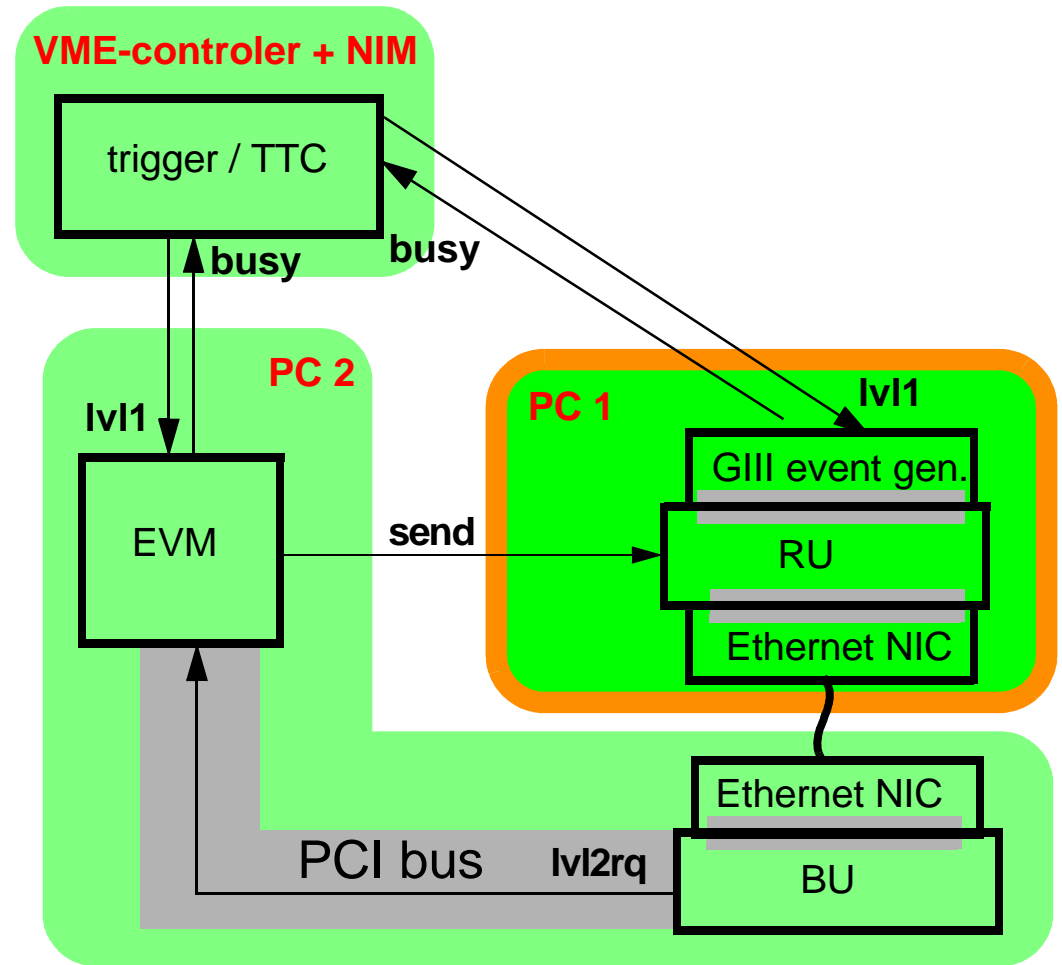 VME-controler + NIM
trigger / TTC
busy
busy
PC 2
lvl1
PC 1
lvl1
GIII event gen.
EVM
send
RU
Ethernet NIC
Ethernet NIC
PCI bus
lvl2rq
BU